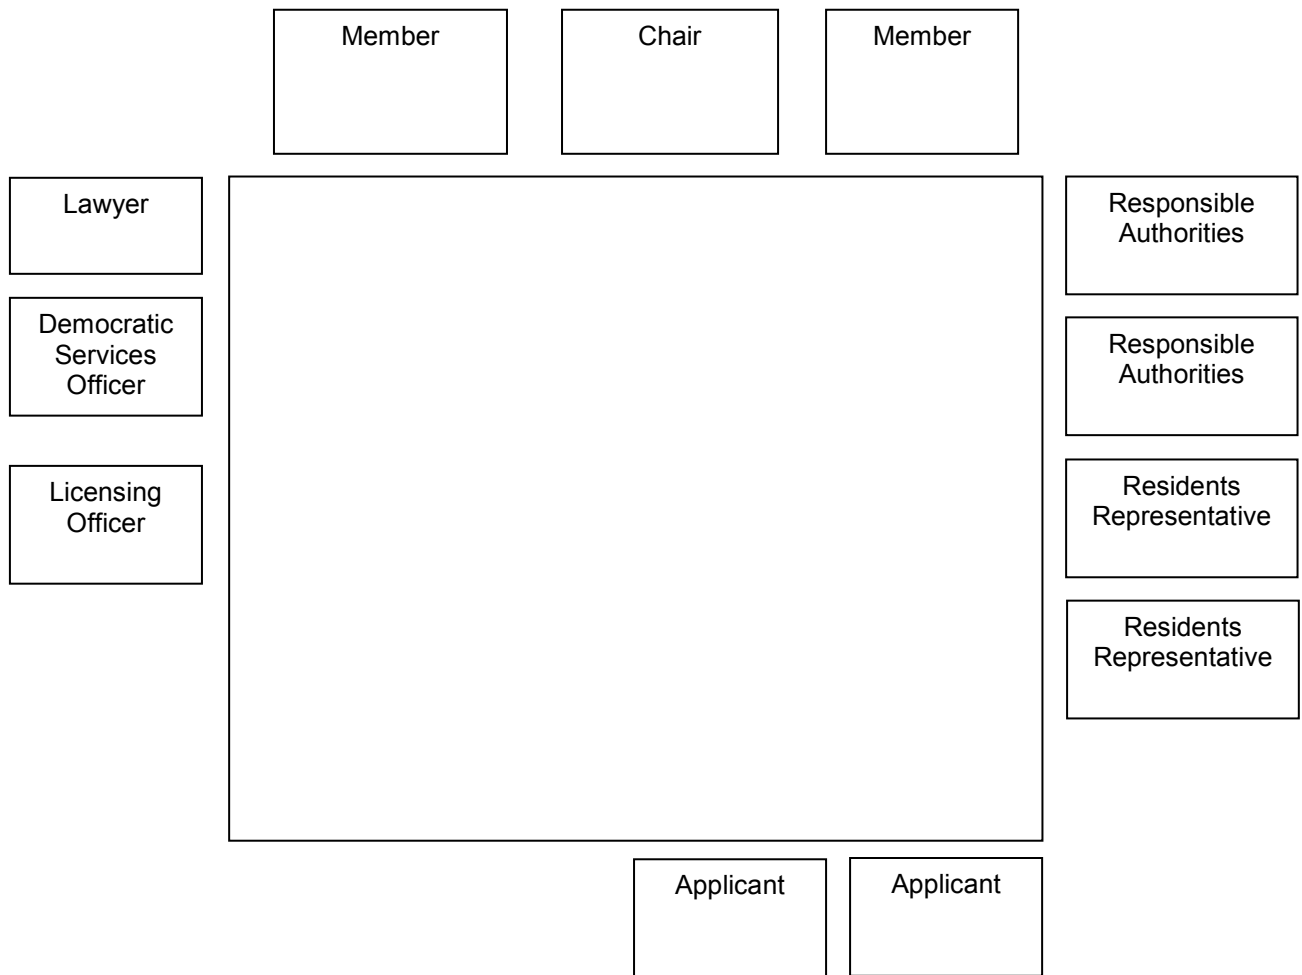 Member
Chair
Member
Lawyer
Democratic
Services
Officer
Licensing
Officer
Responsible
Authorities
Responsible
Authorities
Residents
Representative
Residents
Representative
Applicant
Applicant